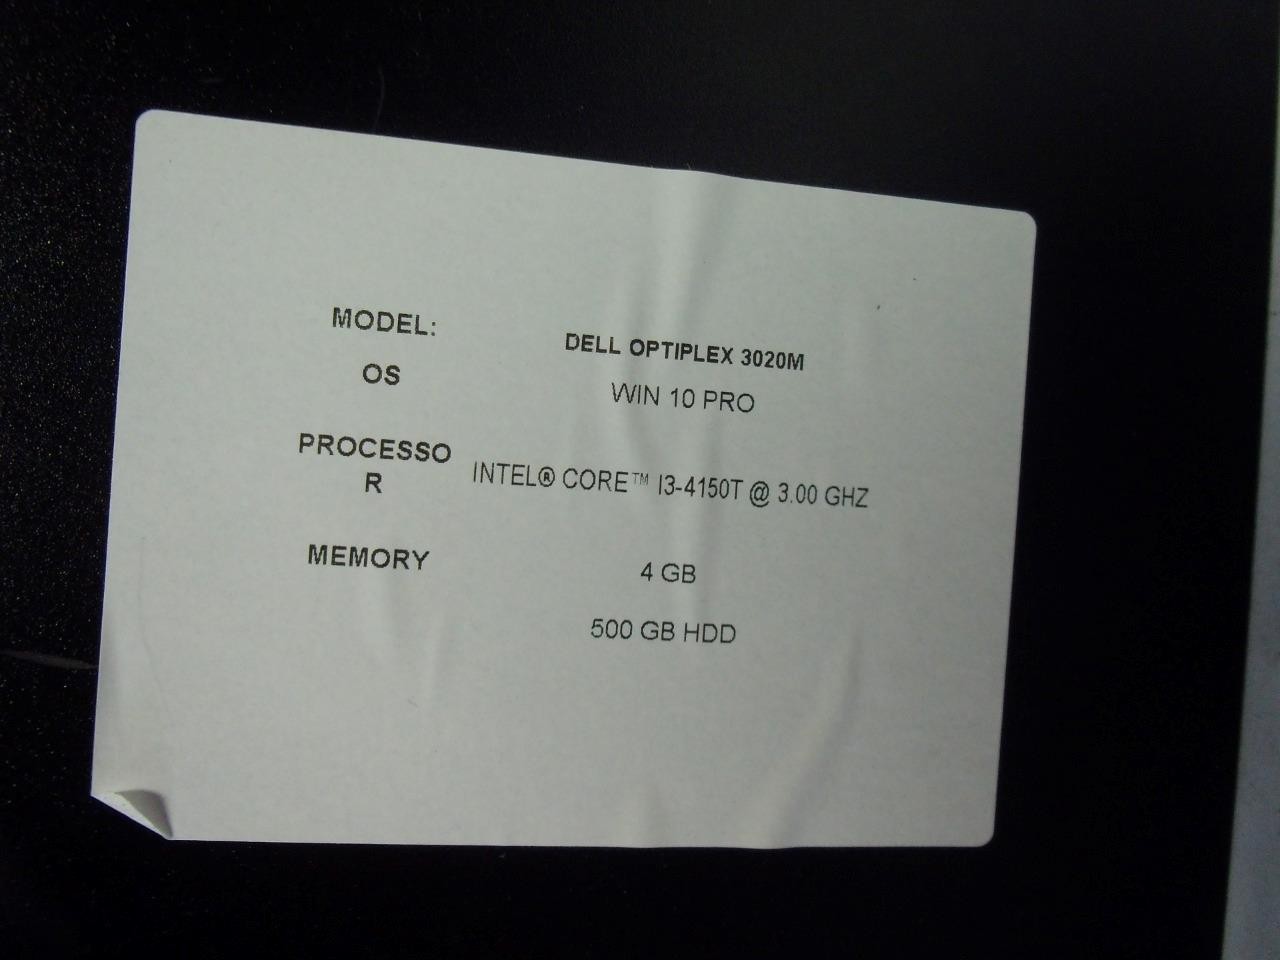 MODEL: DELL OPTIPLEX 3020M
OS WIN 10 PRO
PROCESSO
R INTEL® CORE™ I3-4150T @ 3.00 GHZ
MEMORY 4 GB
500 GB HDD